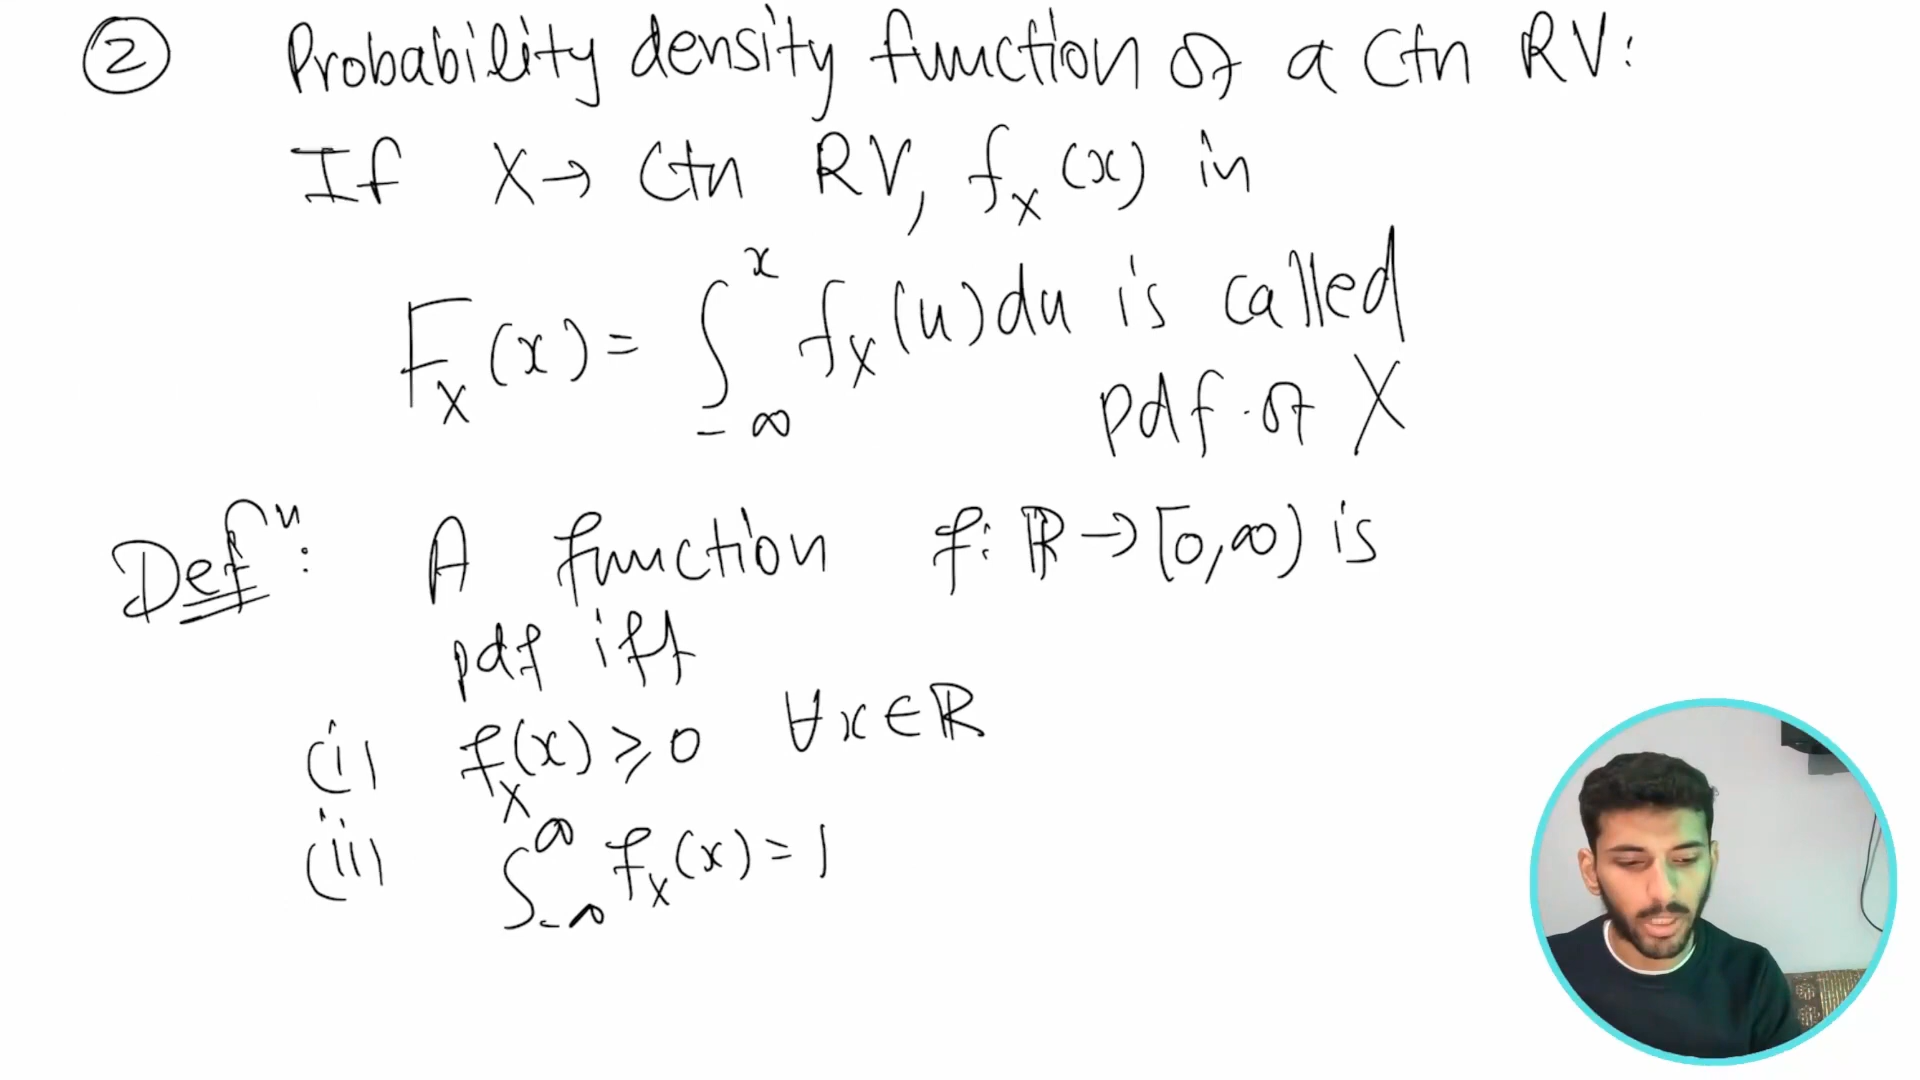 ② Probability density function of a Ctn RV:
If X → Ctn RV, f_X(x) in
F_X(x) = ∫_{-∞}^{x} f_X(u)du is called
pdf of X
Defⁿ: A function f: ℝ → [0,∞) is
pdf iff
(i) f_X(x) ≥ 0 ∀x∈ℝ
(ii) ∫_{-∞}^{∞} f_X(x) = 1